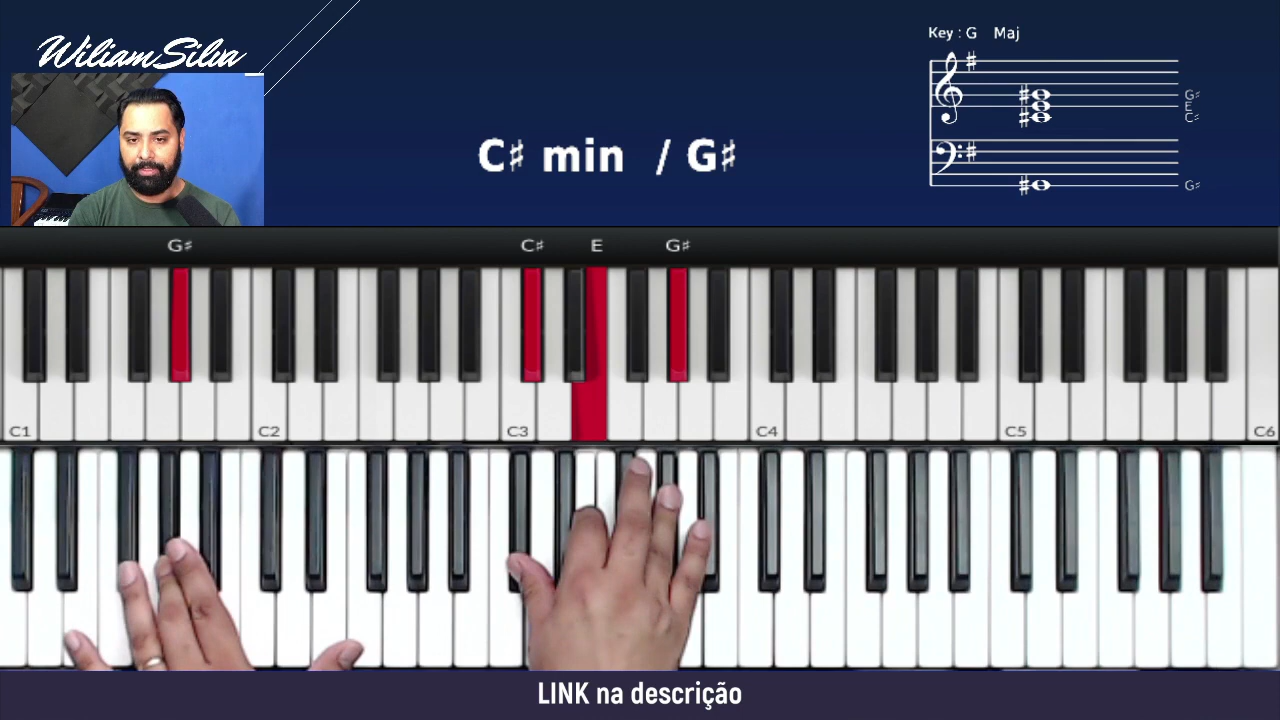 WiliamSilva
Key : G Maj
C♯ min / G♯
G♯
E
C♯
G♯
G♯ C♯ E G♯
C1 C2 C3 C4 C5 C6
LINK na descrição